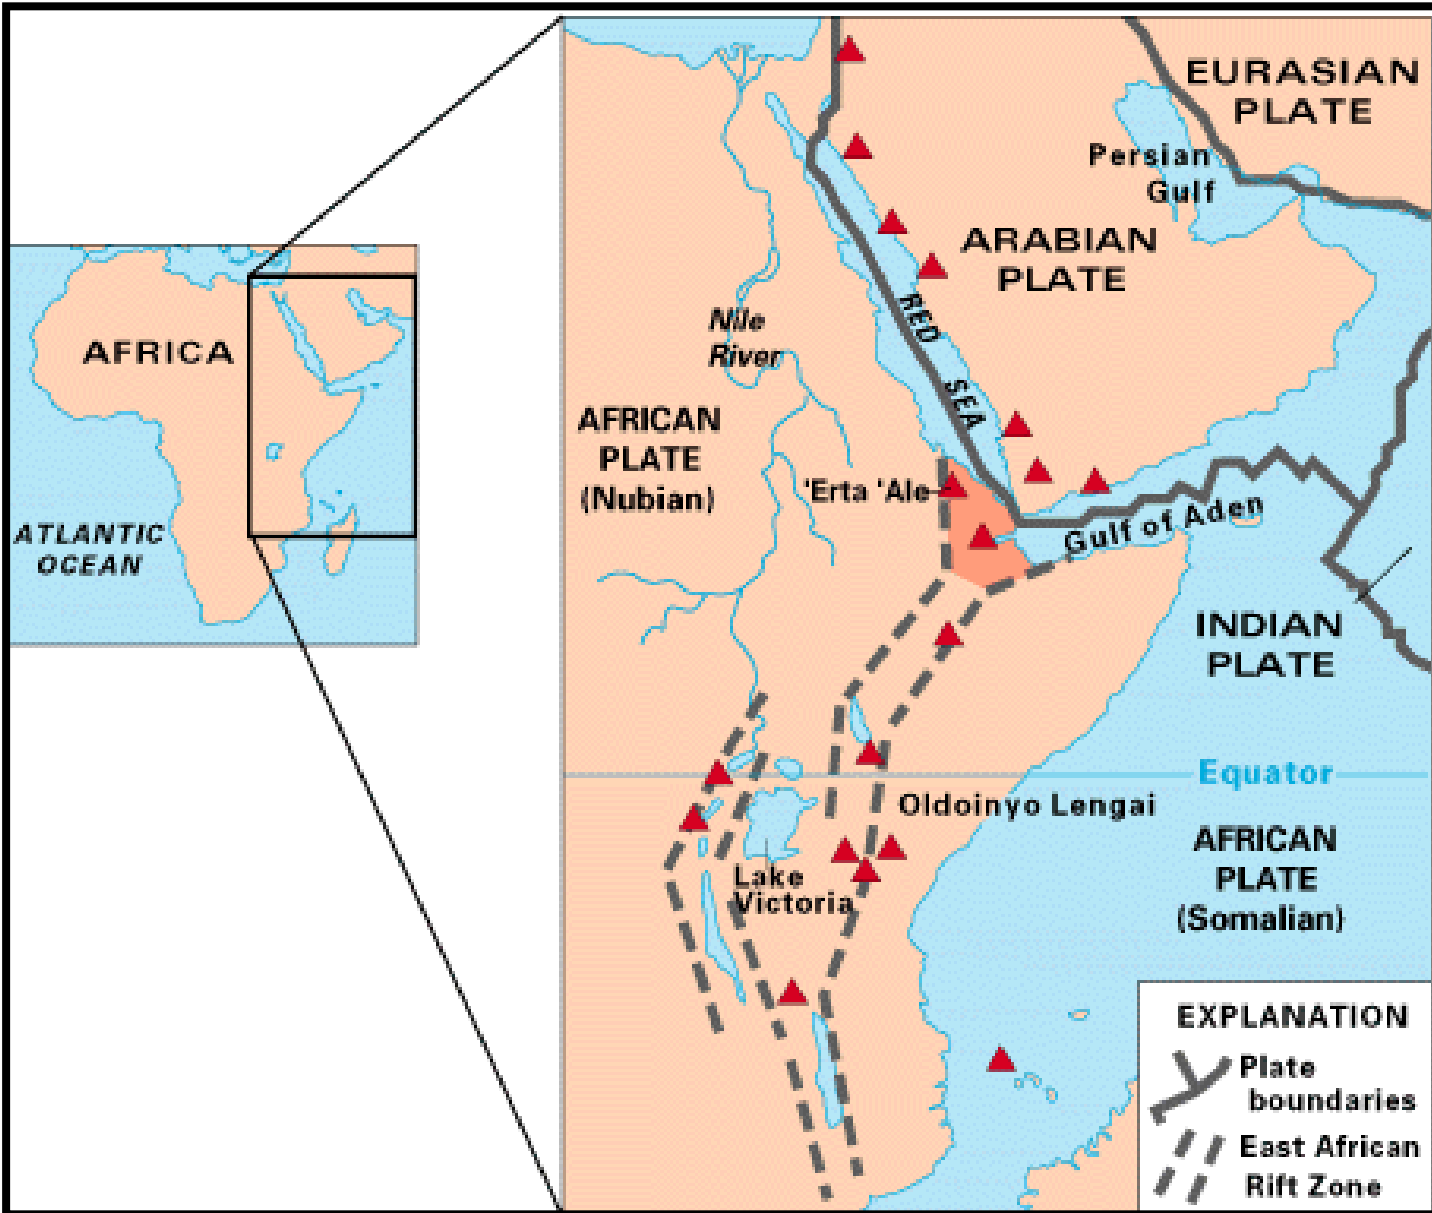 AFRICA
ATLANTIC
OCEAN
EURASIAN
PLATE
Persian
Gulf
ARABIAN
PLATE
RED
SEA
Nile
River
AFRICAN
PLATE
(Nubian)
'Erta 'Ale
Gulf of Aden
INDIAN
PLATE
Equator
Oldoinyo Lengai
AFRICAN
PLATE
(Somalian)
Lake
Victoria
EXPLANATION
Plate
boundaries
East African
Rift Zone